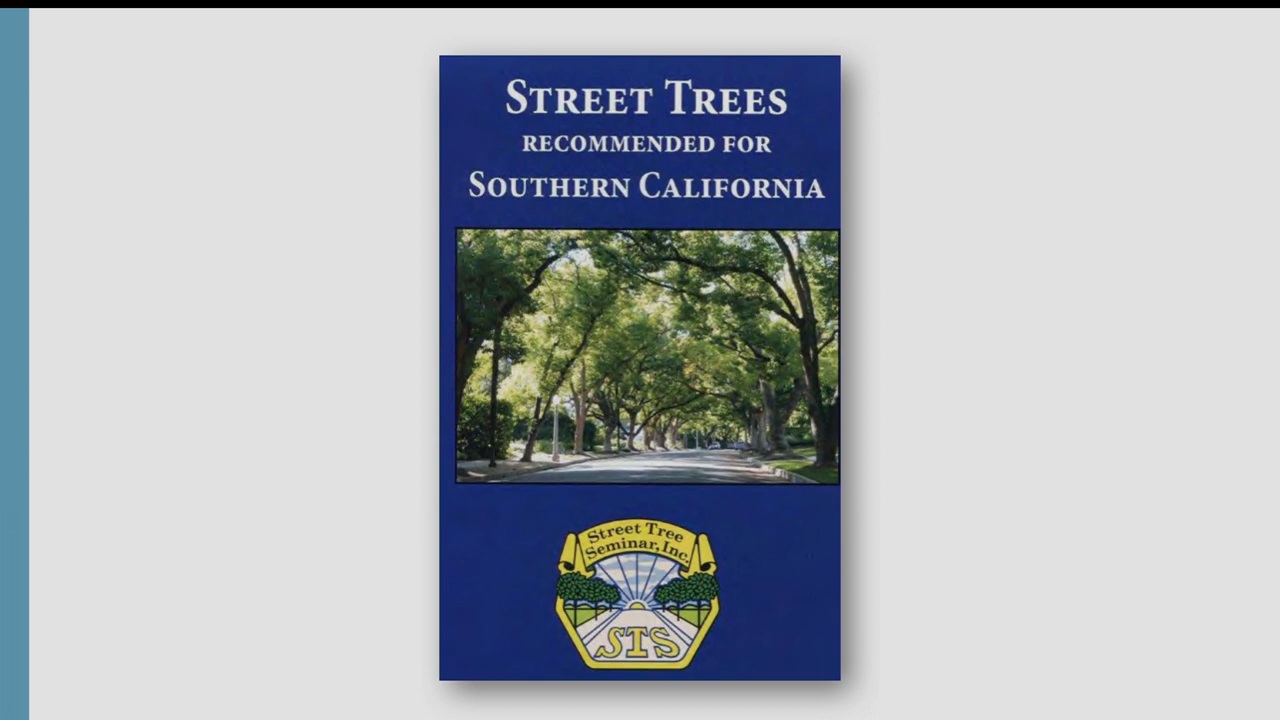 STREET TREES
RECOMMENDED FOR
SOUTHERN CALIFORNIA
Street Tree
Seminar, Inc.
STS